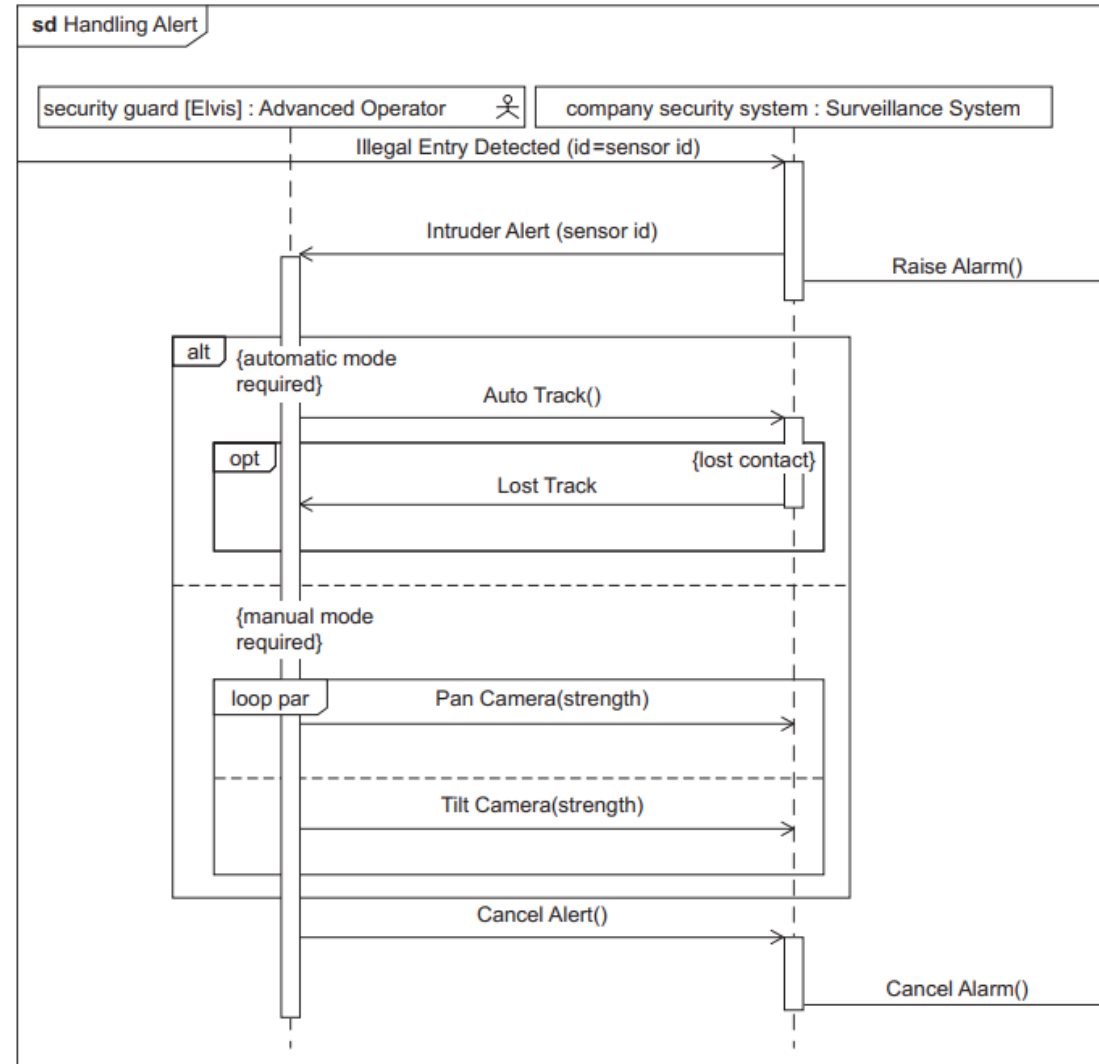 sd Handling Alert
security guard [Elvis] : Advanced Operator
company security system : Surveillance System
Illegal Entry Detected (id=sensor id)
Intruder Alert (sensor id)
Raise Alarm()
alt
{automatic mode
required}
Auto Track()
opt
{lost contact}
Lost Track
{manual mode
required}
loop par
Pan Camera(strength)
Tilt Camera(strength)
Cancel Alert()
Cancel Alarm()